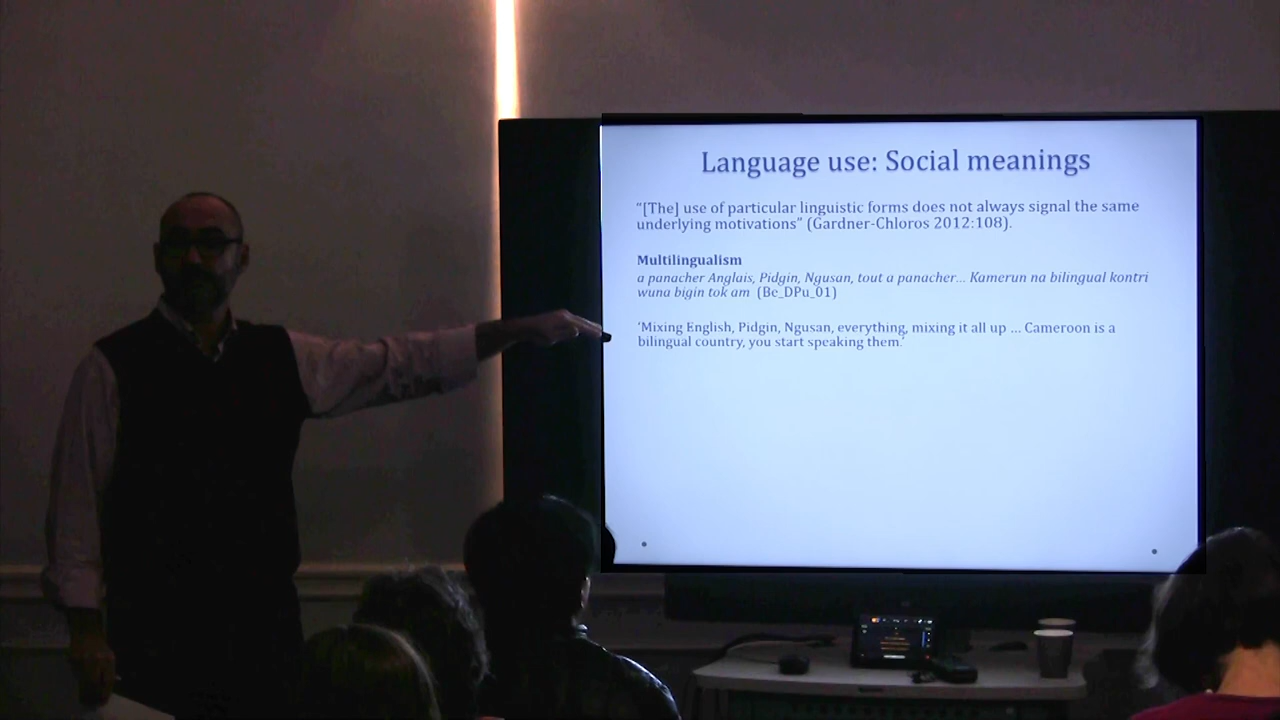 Language use: Social meanings
“[The] use of particular linguistic forms does not always signal the same
underlying motivations” (Gardner-Chloros 2012:108).
Multilingualism
a panacher Anglais, Pidgin, Ngusan, tout a panacher... Kamerun na bilingual kontri
wuna bigin tok am (Bc_DPu_01)
‘Mixing English, Pidgin, Ngusan, everything, mixing it all up ... Cameroon is a
bilingual country, you start speaking them.’